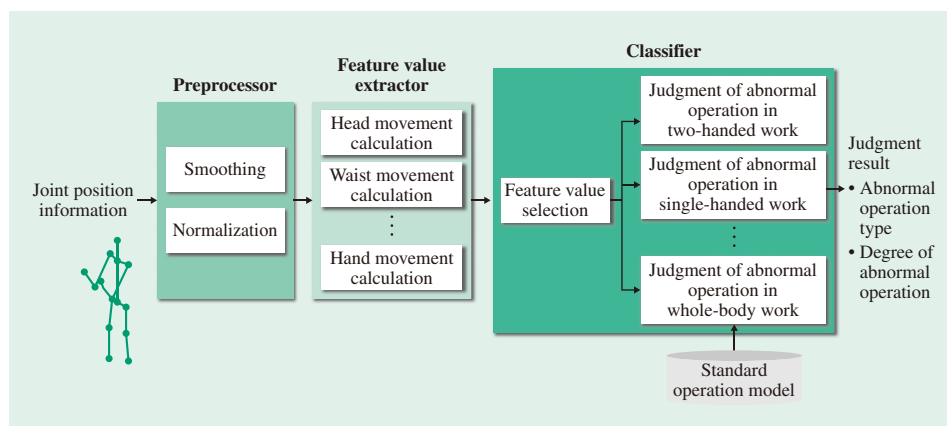 Joint position
information
Preprocessor
Smoothing
Normalization
Feature value
extractor
Head movement
calculation
Waist movement
calculation
⋮
Hand movement
calculation
Classifier
Feature value
selection
Judgment of abnormal
operation in
two-handed work
Judgment of abnormal
operation in
single-handed work
⋮
Judgment of abnormal
operation in
whole-body work
Standard
operation model
Judgment
result
• Abnormal
operation
type
• Degree of
abnormal
operation